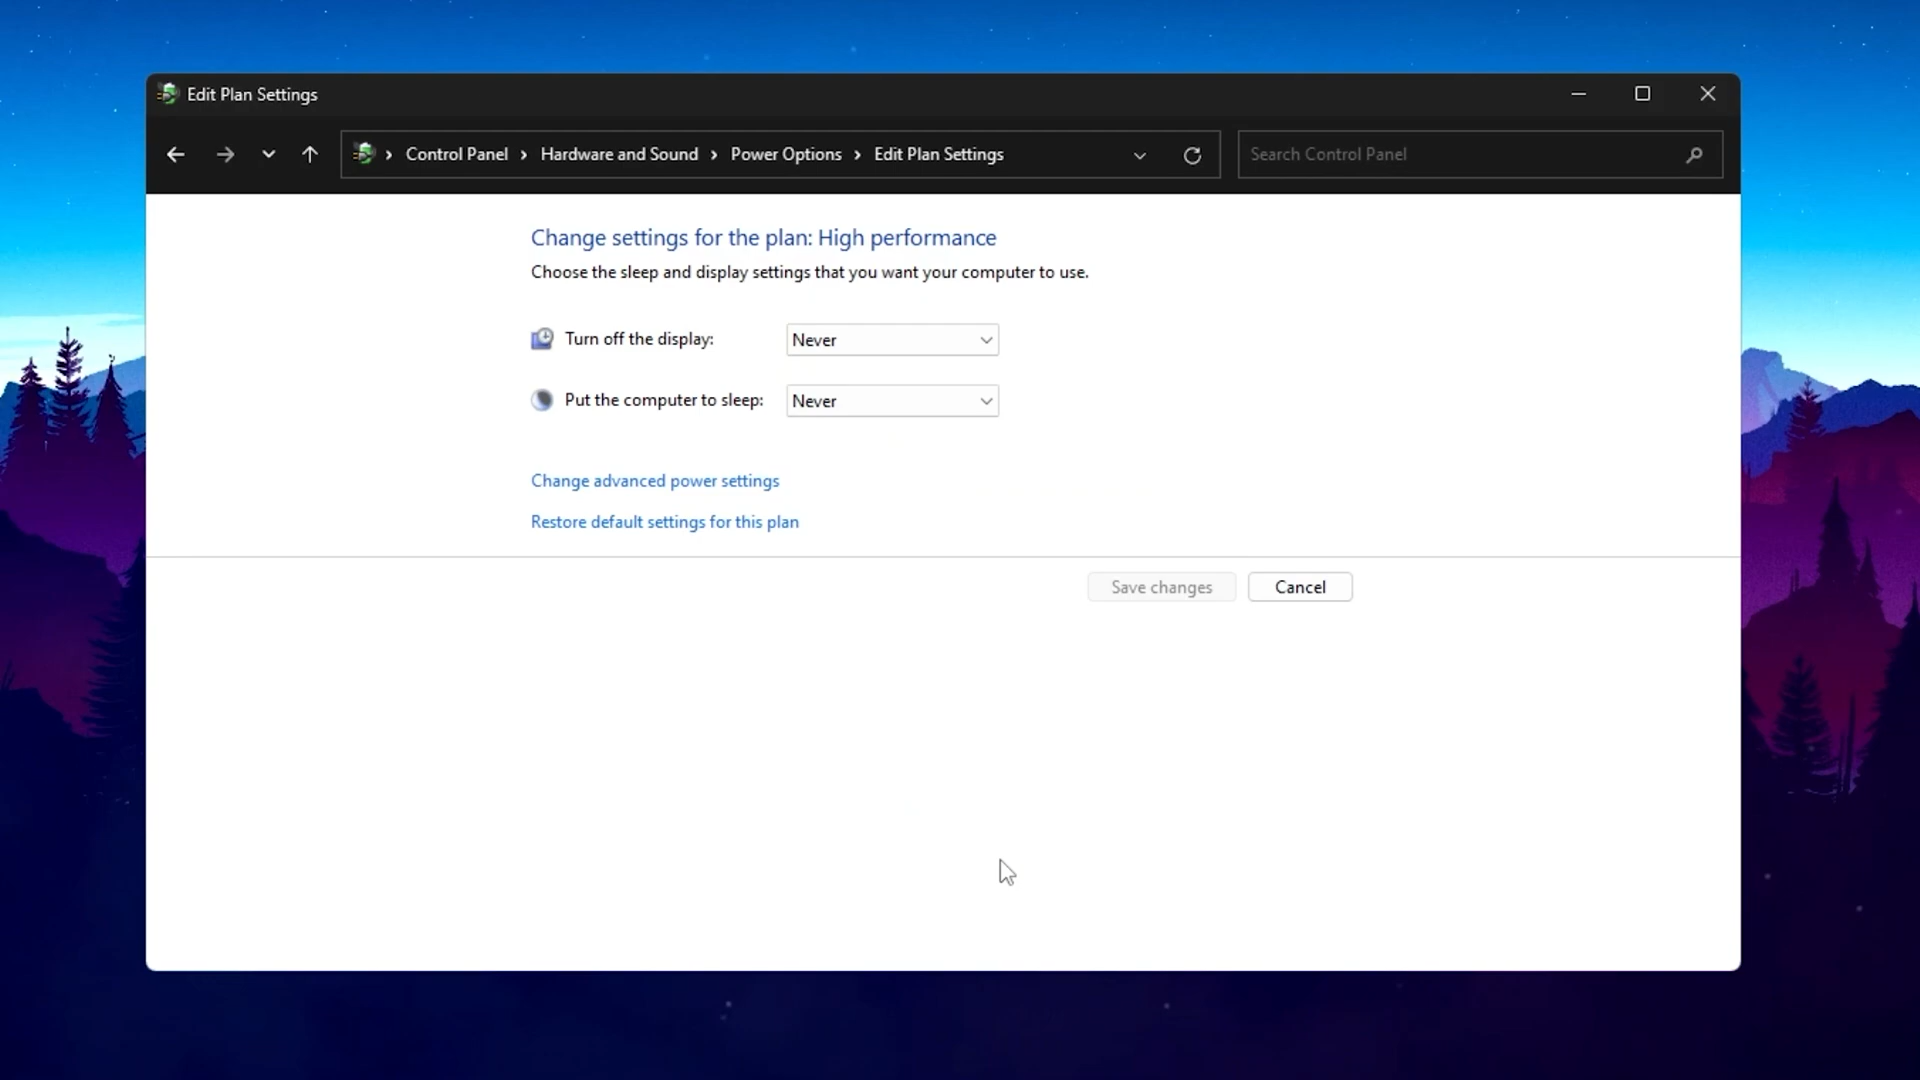 Edit Plan Settings
Control Panel › Hardware and Sound › Power Options › Edit Plan Settings
Search Control Panel
Change settings for the plan: High performance
Choose the sleep and display settings that you want your computer to use.
Turn off the display: Never
Put the computer to sleep: Never
Change advanced power settings
Restore default settings for this plan
Save changes Cancel